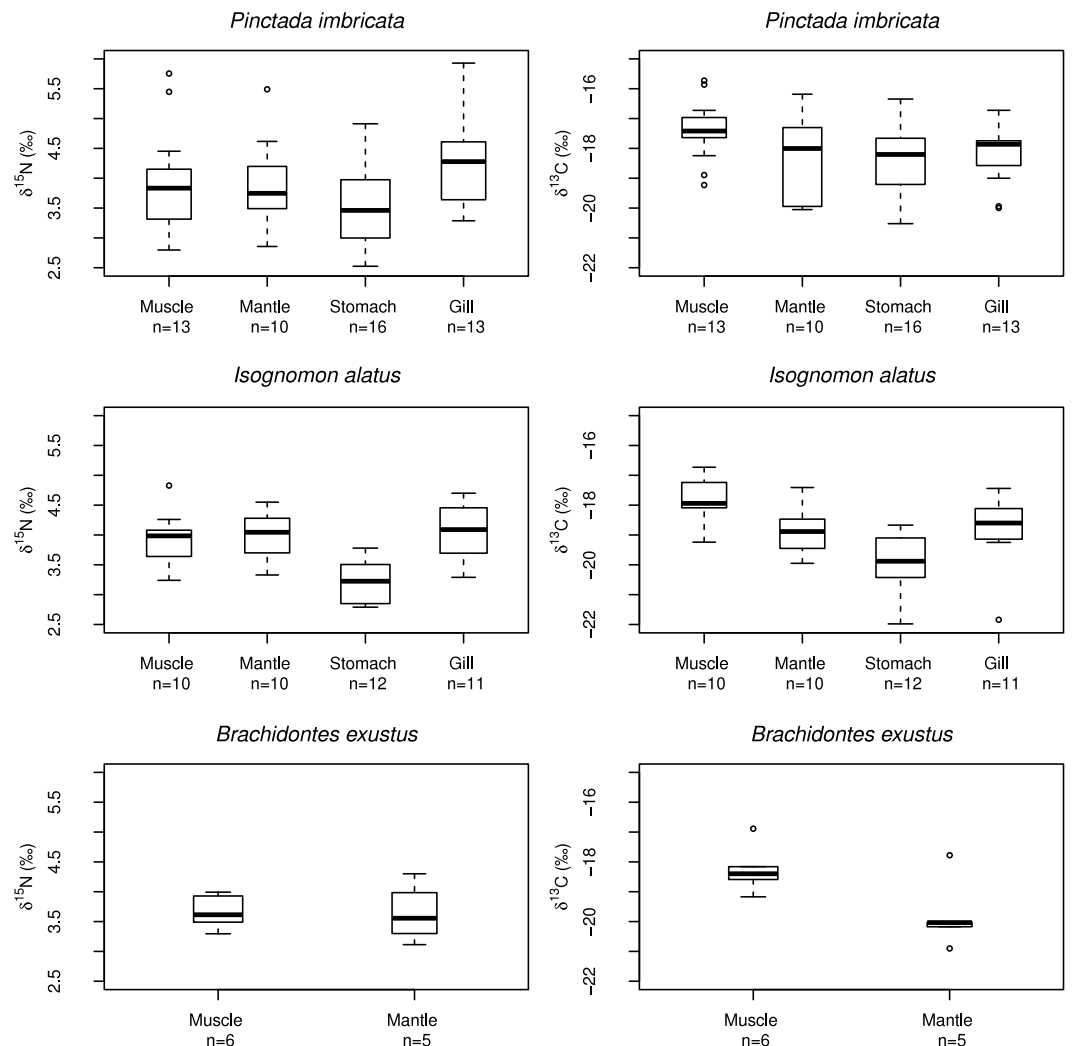 Pinctada imbricata
δ15N (‰)
5.5
4.5
3.5
2.5
Muscle Mantle Stomach Gill
n=13 n=10 n=16 n=13
Pinctada imbricata
δ13C (‰)
−16
−18
−20
−22
Muscle Mantle Stomach Gill
n=13 n=10 n=16 n=13
Isognomon alatus
δ15N (‰)
5.5
4.5
3.5
2.5
Muscle Mantle Stomach Gill
n=10 n=10 n=12 n=11
Isognomon alatus
δ13C (‰)
−16
−18
−20
−22
Muscle Mantle Stomach Gill
n=10 n=10 n=12 n=11
Brachidontes exustus
δ15N (‰)
5.5
4.5
3.5
2.5
Muscle Mantle
n=6 n=5
Brachidontes exustus
δ13C (‰)
−16
−18
−20
−22
Muscle Mantle
n=6 n=5